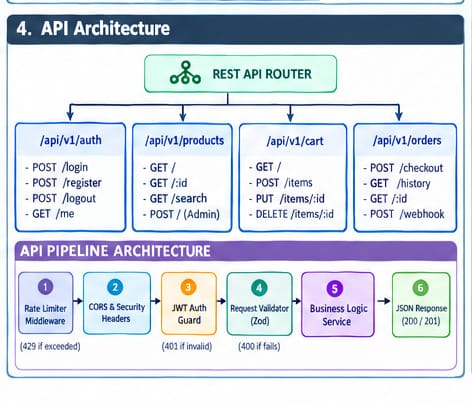 4. API Architecture
REST API ROUTER
/api/v1/auth
- POST /login
- POST /register
- POST /logout
- GET /me
/api/v1/products
- GET /
- GET /:id
- GET /search
- POST / (Admin)
/api/v1/cart
- GET /
- POST /items
- PUT /items/:id
- DELETE /items/:id
/api/v1/orders
- POST /checkout
- GET /history
- GET /:id
- POST /webhook
API PIPELINE ARCHITECTURE
1
Rate Limiter
Middleware
(429 if exceeded)
2
CORS & Security
Headers
3
JWT Auth
Guard
(401 if invalid)
4
Request Validator
(Zod)
(400 if fails)
5
Business Logic
Service
6
JSON Response
(200 / 201)